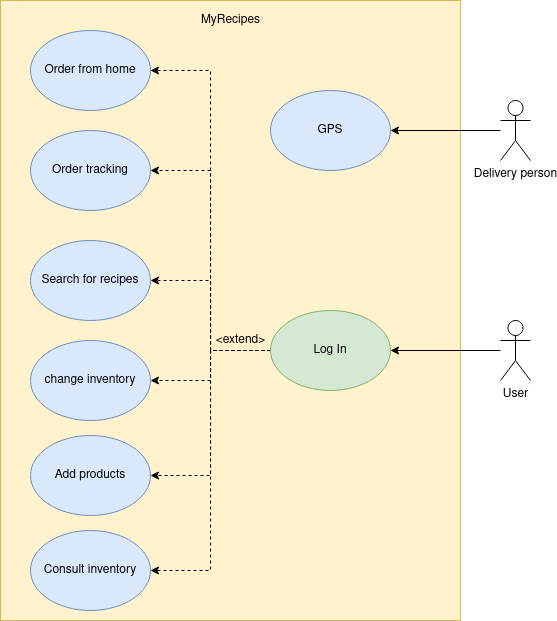 MyRecipes
Order from home
GPS
Order tracking
Delivery person
Search for recipes
<extend>
Log In
change inventory
User
Add products
Consult inventory